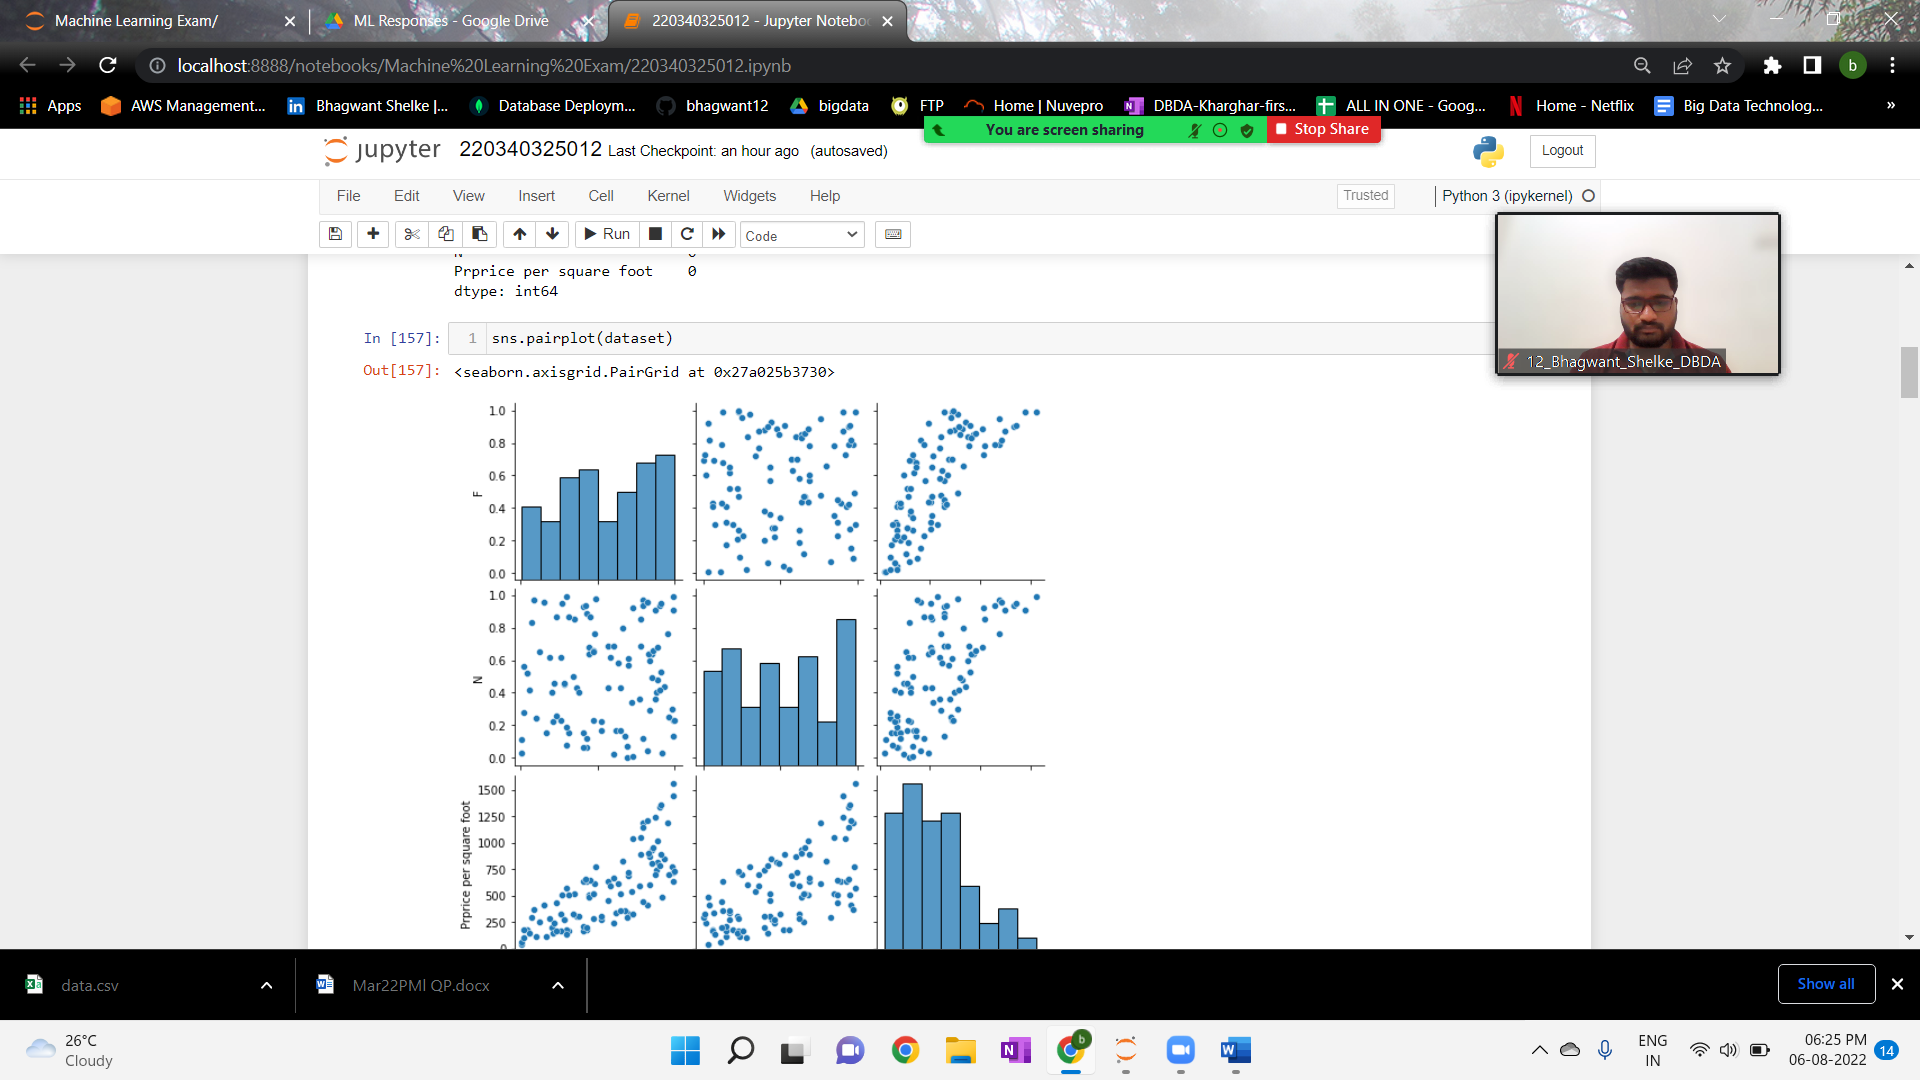 Machine Learning Exam/
ML Responses - Google Drive
220340325012 - Jupyter Notebo
localhost:8888/notebooks/Machine%20Learning%20Exam/220340325012.ipynb
b
Apps
AWS Management...
Bhagwant Shelke |...
Database Deploym...
bhagwant12
bigdata
FTP
Home | Nuvepro
DBDA-Kharghar-firs...
ALL IN ONE - Goog...
Home - Netflix
Big Data Technolog...
»
You are screen sharing
Stop Share
jupyter
220340325012 Last Checkpoint: an hour ago (autosaved)
Logout
File Edit View Insert Cell Kernel Widgets Help
Trusted
Python 3 (ipykernel)
Run
Code
Prprice per square foot 0
dtype: int64
In [157]:
1 sns.pairplot(dataset)
Out[157]:
<seaborn.axisgrid.PairGrid at 0x27a025b3730>
12_Bhagwant_Shelke_DBDA
1.0
0.8
0.6
0.4
0.2
0.0
F
1.0
0.8
0.6
0.4
0.2
0.0
N
1500
1250
1000
750
500
250
Prprice per square foot
data.csv
Mar22PMl QP.docx
Show all
26°C
Cloudy
ENG
IN
06:25 PM
06-08-2022
14